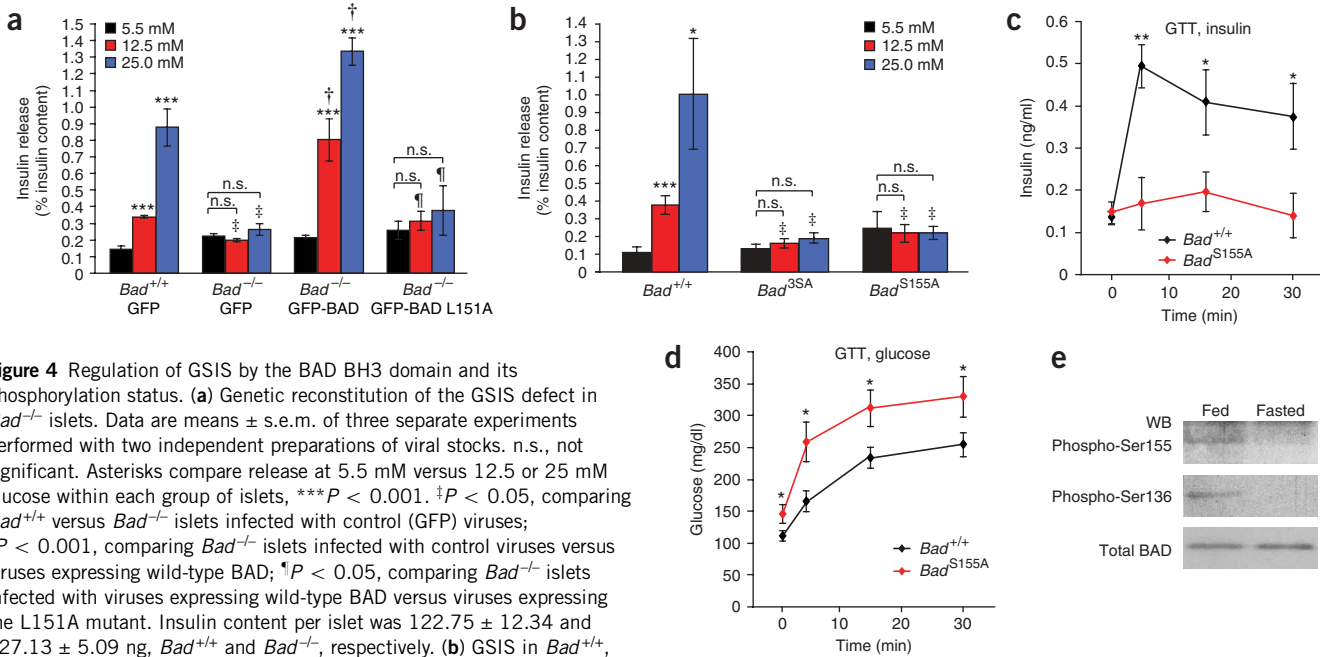 a
1.5
1.4
1.3
1.2
1.1
1.0
0.9
0.8
0.7
0.6
0.5
0.4
0.3
0.2
0.1
0
Insulin release
(% insulin content)
5.5 mM
12.5 mM
25.0 mM
***
***
n.s.
n.s.
‡
‡
†
***
†
***
n.s.
n.s.
¶
¶
Bad+/+
GFP
Bad–/–
GFP
Bad–/–
GFP-BAD
Bad–/–
GFP-BAD L151A
b
1.4
1.3
1.2
1.1
1.0
0.9
0.8
0.7
0.6
0.5
0.4
0.3
0.2
0.1
0
Insulin release
(% insulin content)
5.5 mM
12.5 mM
25.0 mM
***
*
n.s.
n.s.
‡
‡
n.s.
n.s.
‡
‡
Bad+/+
Bad3SA
BadS155A
c
GTT, insulin
0.6
0.5
0.4
0.3
0.2
0.1
0
Insulin (ng/ml)
**
*
*
Bad+/+
BadS155A
0 10 20 30
Time (min)
d
GTT, glucose
400
350
300
250
200
150
100
50
0
Glucose (mg/dl)
*
*
*
*
Bad+/+
BadS155A
0 10 20 30
Time (min)
e
Fed Fasted
WB
Phospho-Ser155
Phospho-Ser136
Total BAD
igure 4 Regulation of GSIS by the BAD BH3 domain and its
hosphorylation status. (a) Genetic reconstitution of the GSIS defect in
ad–/– islets. Data are means ± s.e.m. of three separate experiments
erformed with two independent preparations of viral stocks. n.s., not
gnificant. Asterisks compare release at 5.5 mM versus 12.5 or 25 mM
lucose within each group of islets, ***P < 0.001. ‡P < 0.05, comparing
ad+/+ versus Bad–/– islets infected with control (GFP) viruses;
P < 0.001, comparing Bad–/– islets infected with control viruses versus
ruses expressing wild-type BAD; ¶P < 0.05, comparing Bad–/– islets
nfected with viruses expressing wild-type BAD versus viruses expressing
he L151A mutant. Insulin content per islet was 122.75 ± 12.34 and
27.13 ± 5.09 ng, Bad+/+ and Bad–/–, respectively. (b) GSIS in Bad+/+,